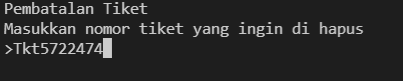 Pembatalan Tiket
Masukkan nomor tiket yang ingin di hapus
>Tkt5722474